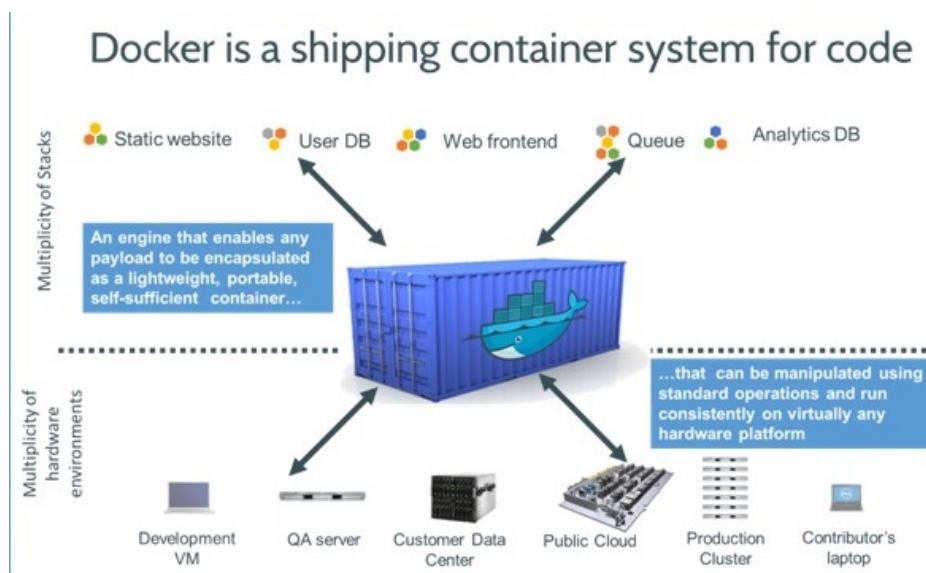 Docker is a shipping container system for code
Multiplicity of Stacks
Static website
User DB
Web frontend
Queue
Analytics DB
An engine that enables any
payload to be encapsulated
as a lightweight, portable,
self-sufficient container…
…that can be manipulated using
standard operations and run
consistently on virtually any
hardware platform
Multiplicity of
hardware
environments
Development
VM
QA server
Customer Data
Center
Public Cloud
Production
Cluster
Contributor’s
laptop